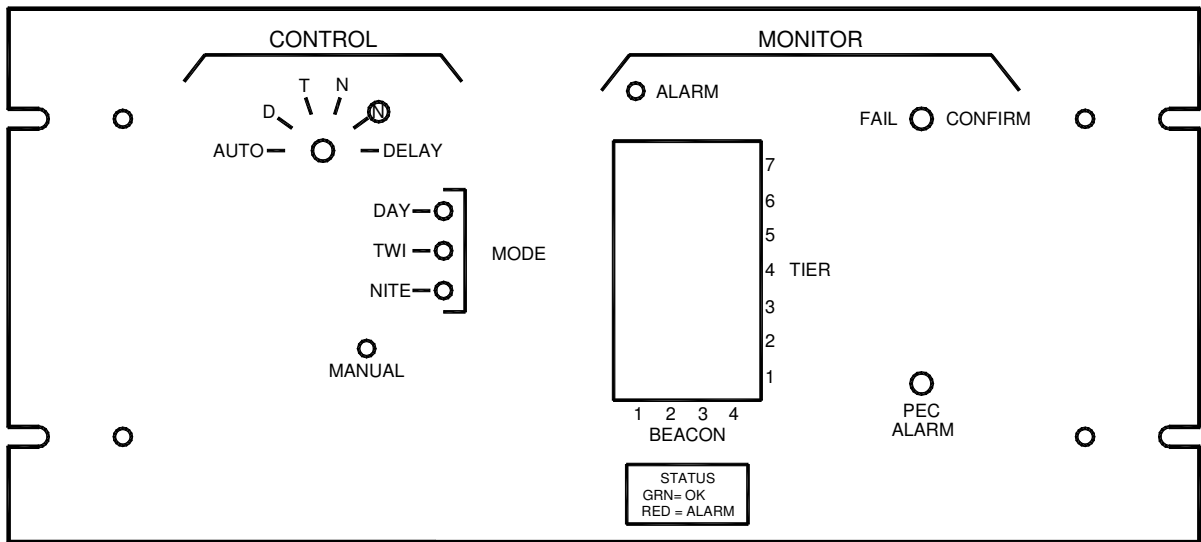 CONTROL
MONITOR
T N
D N
AUTO DELAY
ALARM
FAIL CONFIRM
DAY
TWI MODE
NITE
MANUAL
7
6
5
4 TIER
3
2
1
1 2 3 4
BEACON
PEC
ALARM
STATUS
GRN= OK
RED = ALARM